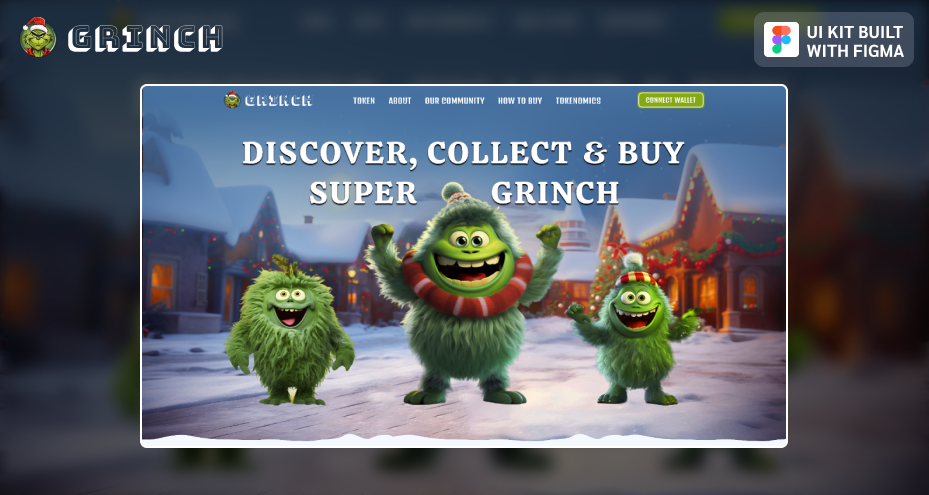 GRINCH
UI KIT BUILT
WITH FIGMA
GRINCH
TOKEN
ABOUT
OUR COMMUNITY
HOW TO BUY
TOKENOMICS
CONNECT WALLET
DISCOVER, COLLECT & BUY
SUPER GRINCH